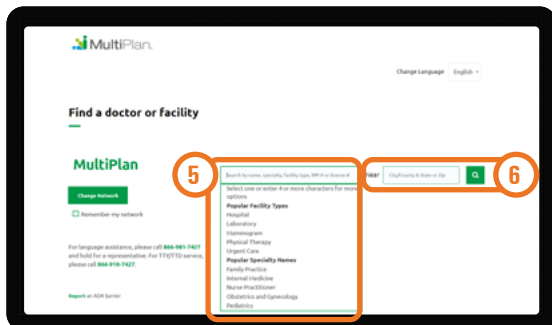 MultiPlan.
Change Language English
Find a doctor or facility
MultiPlan
5
Search by name, specialty, facility type, NPI # or license #
near
City/County & State or Zip
6
Change Network
Remember my network
Select one or enter 4 or more characters for more
options
Popular Facility Types
Hospital
Laboratory
Mammogram
Physical Therapy
Urgent Care
Popular Specialty Names
Family Practice
Internal Medicine
Nurse Practitioner
Obstetrics and Gynecology
Pediatrics
For language assistance, please call 866-981-7427
and hold for a representative. For TTY/TTD service,
please call 866-918-7427.
Report an ADA barrier